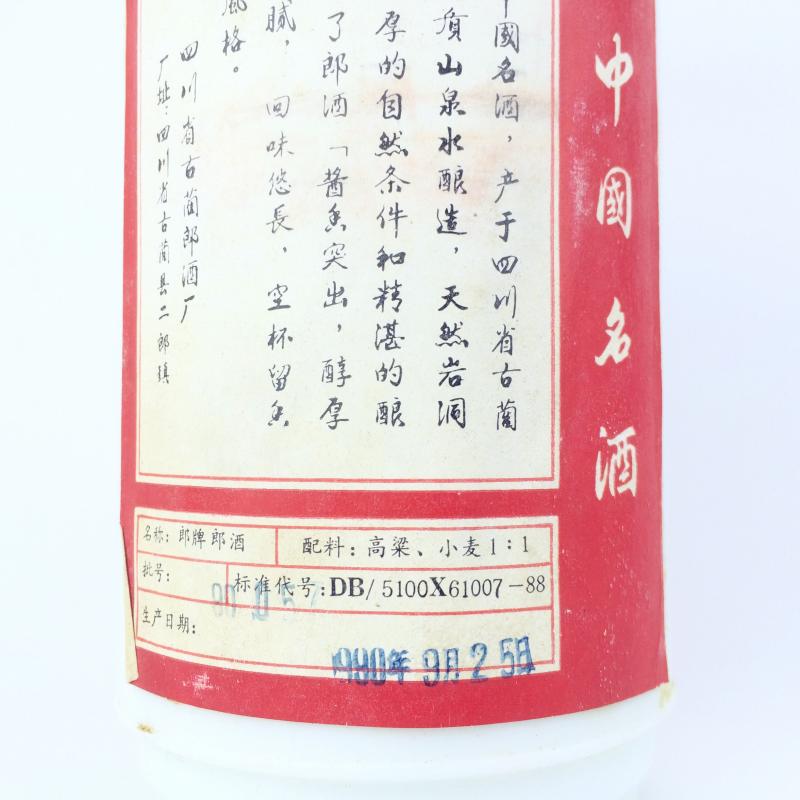 中國名酒
中國名酒，产于四川省古蔺
貭山泉水酿造，天然岩洞
厚的自然条件和精湛的酿
了郎酒「醬香突出，醇厚
腻，回味悠長，空杯留香
風格。
四川省古蔺郎酒厂
厂址：四川省古蔺县二郎镇
名称：郎牌郎酒
配料：高粱、小麦1：1
批号：
标准代号：DB/5100X61007-88
生产日期：
1990年9月25日